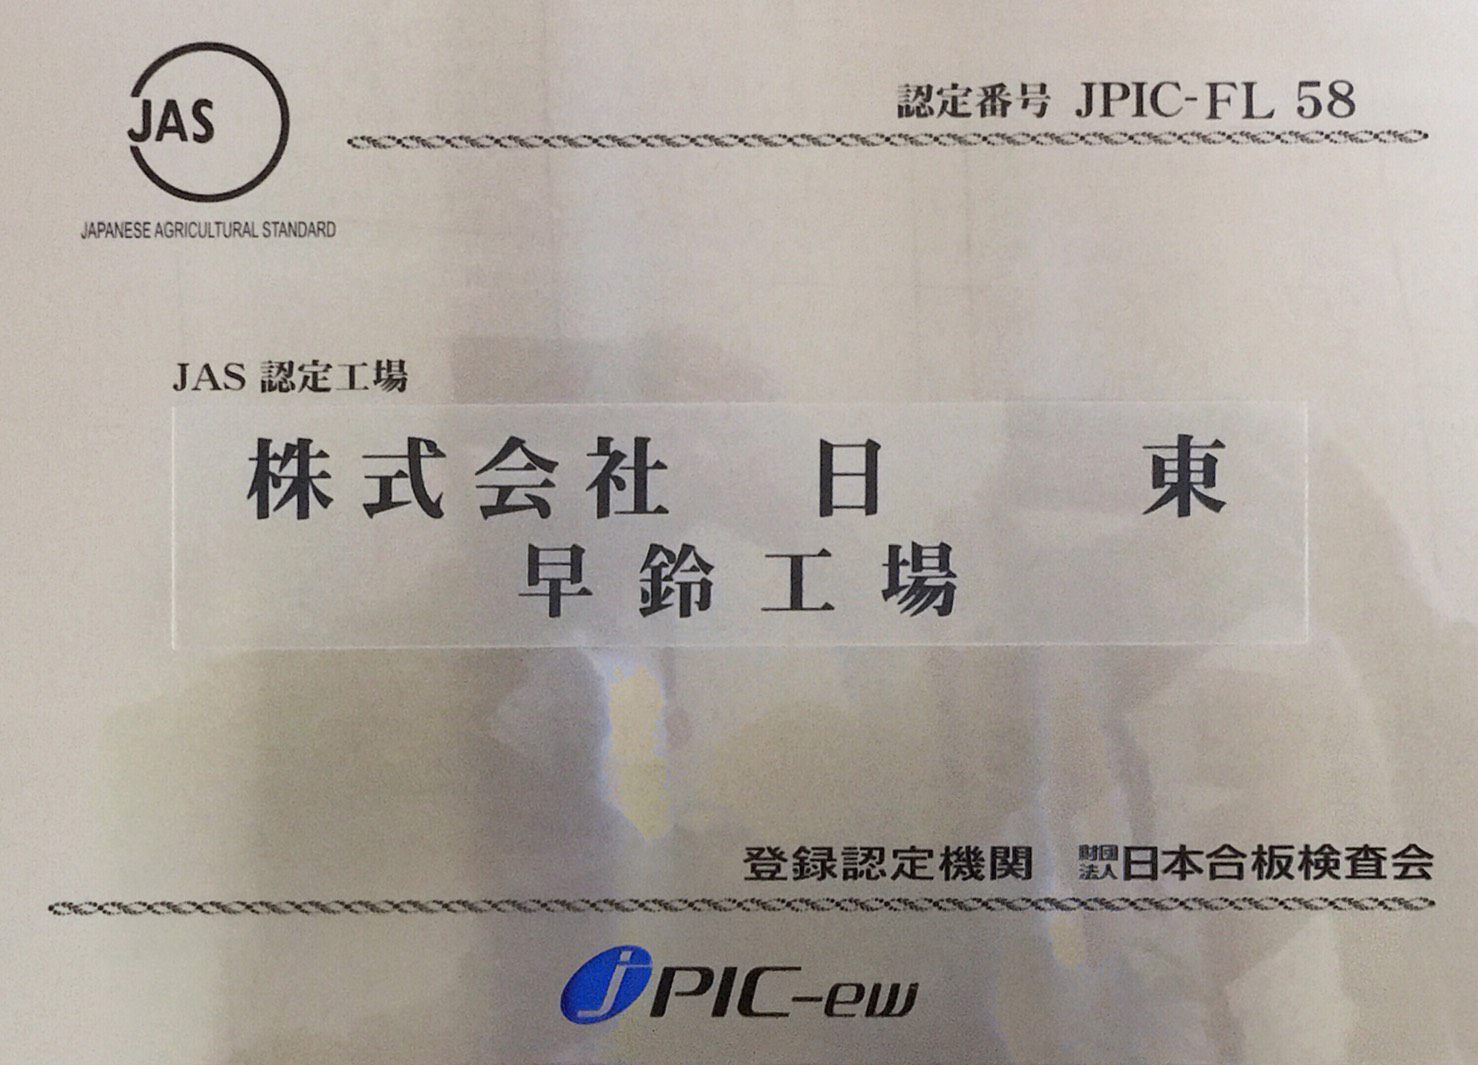 JAS
認定番号 JPIC-FL 58
JAPANESE AGRICULTURAL STANDARD
JAS 認定工場
株式会社 日 東
早鈴工場
登録認定機関 財団法人日本合板検査会
jPIC-ew